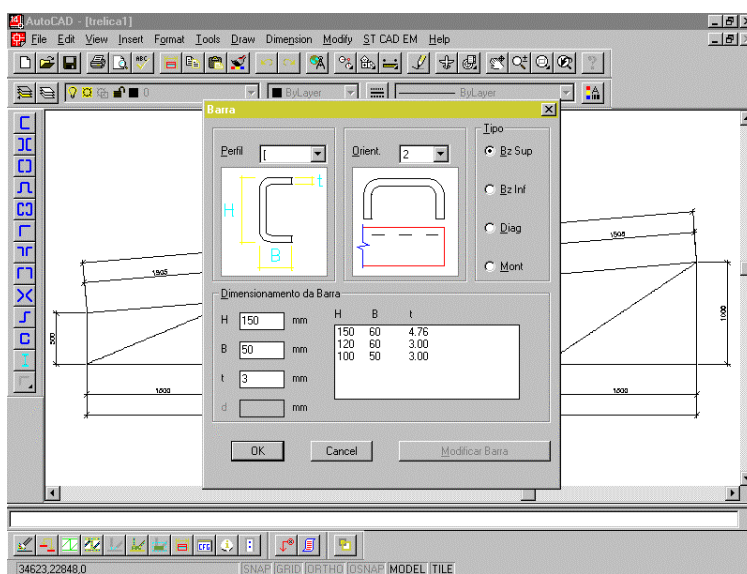 AutoCAD - [trelica1]
File Edit View Insert Format Tools Draw Dimension Modify ST CAD EM Help
ABC
?
0 ByLayer ByLayer
A
Barra
Perfil [
Orient. 2
Tipo
Bz Sup
Bz Inf
Diag
Mont
H
t
B
Dimensionamento da Barra
H 150 mm
B 50 mm
t 3 mm
d mm
H B t
150 60 4.76
120 60 3.00
100 50 3.00
OK Cancel Modificar Barra
1505
1505
500
1000
1500
1500
CFG
34623,22848,0 SNAP GRID ORTHO OSNAP MODEL TILE